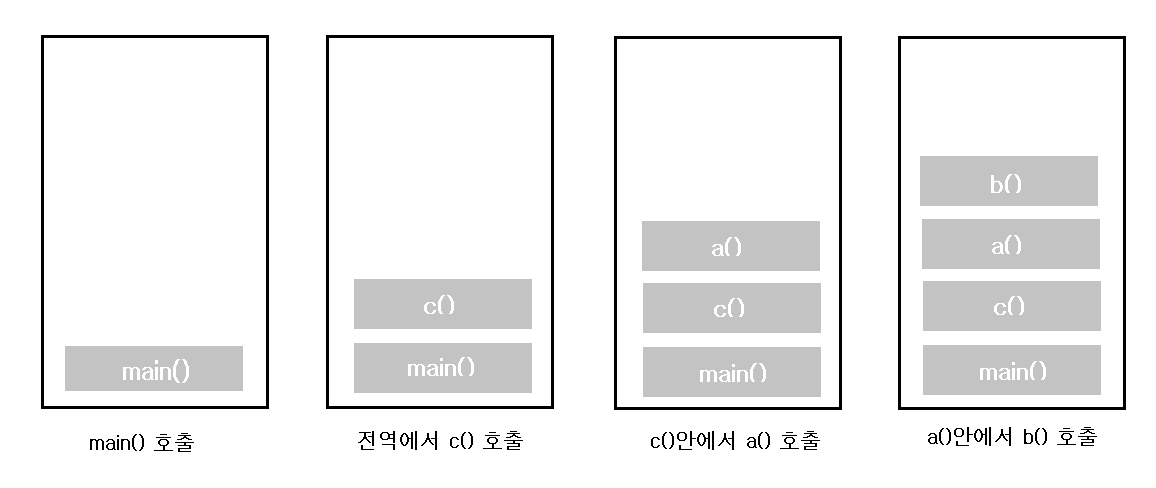 main()
main() 호출
c()
main()
전역에서 c() 호출
a()
c()
main()
c()안에서 a() 호출
b()
a()
c()
main()
a()안에서 b() 호출